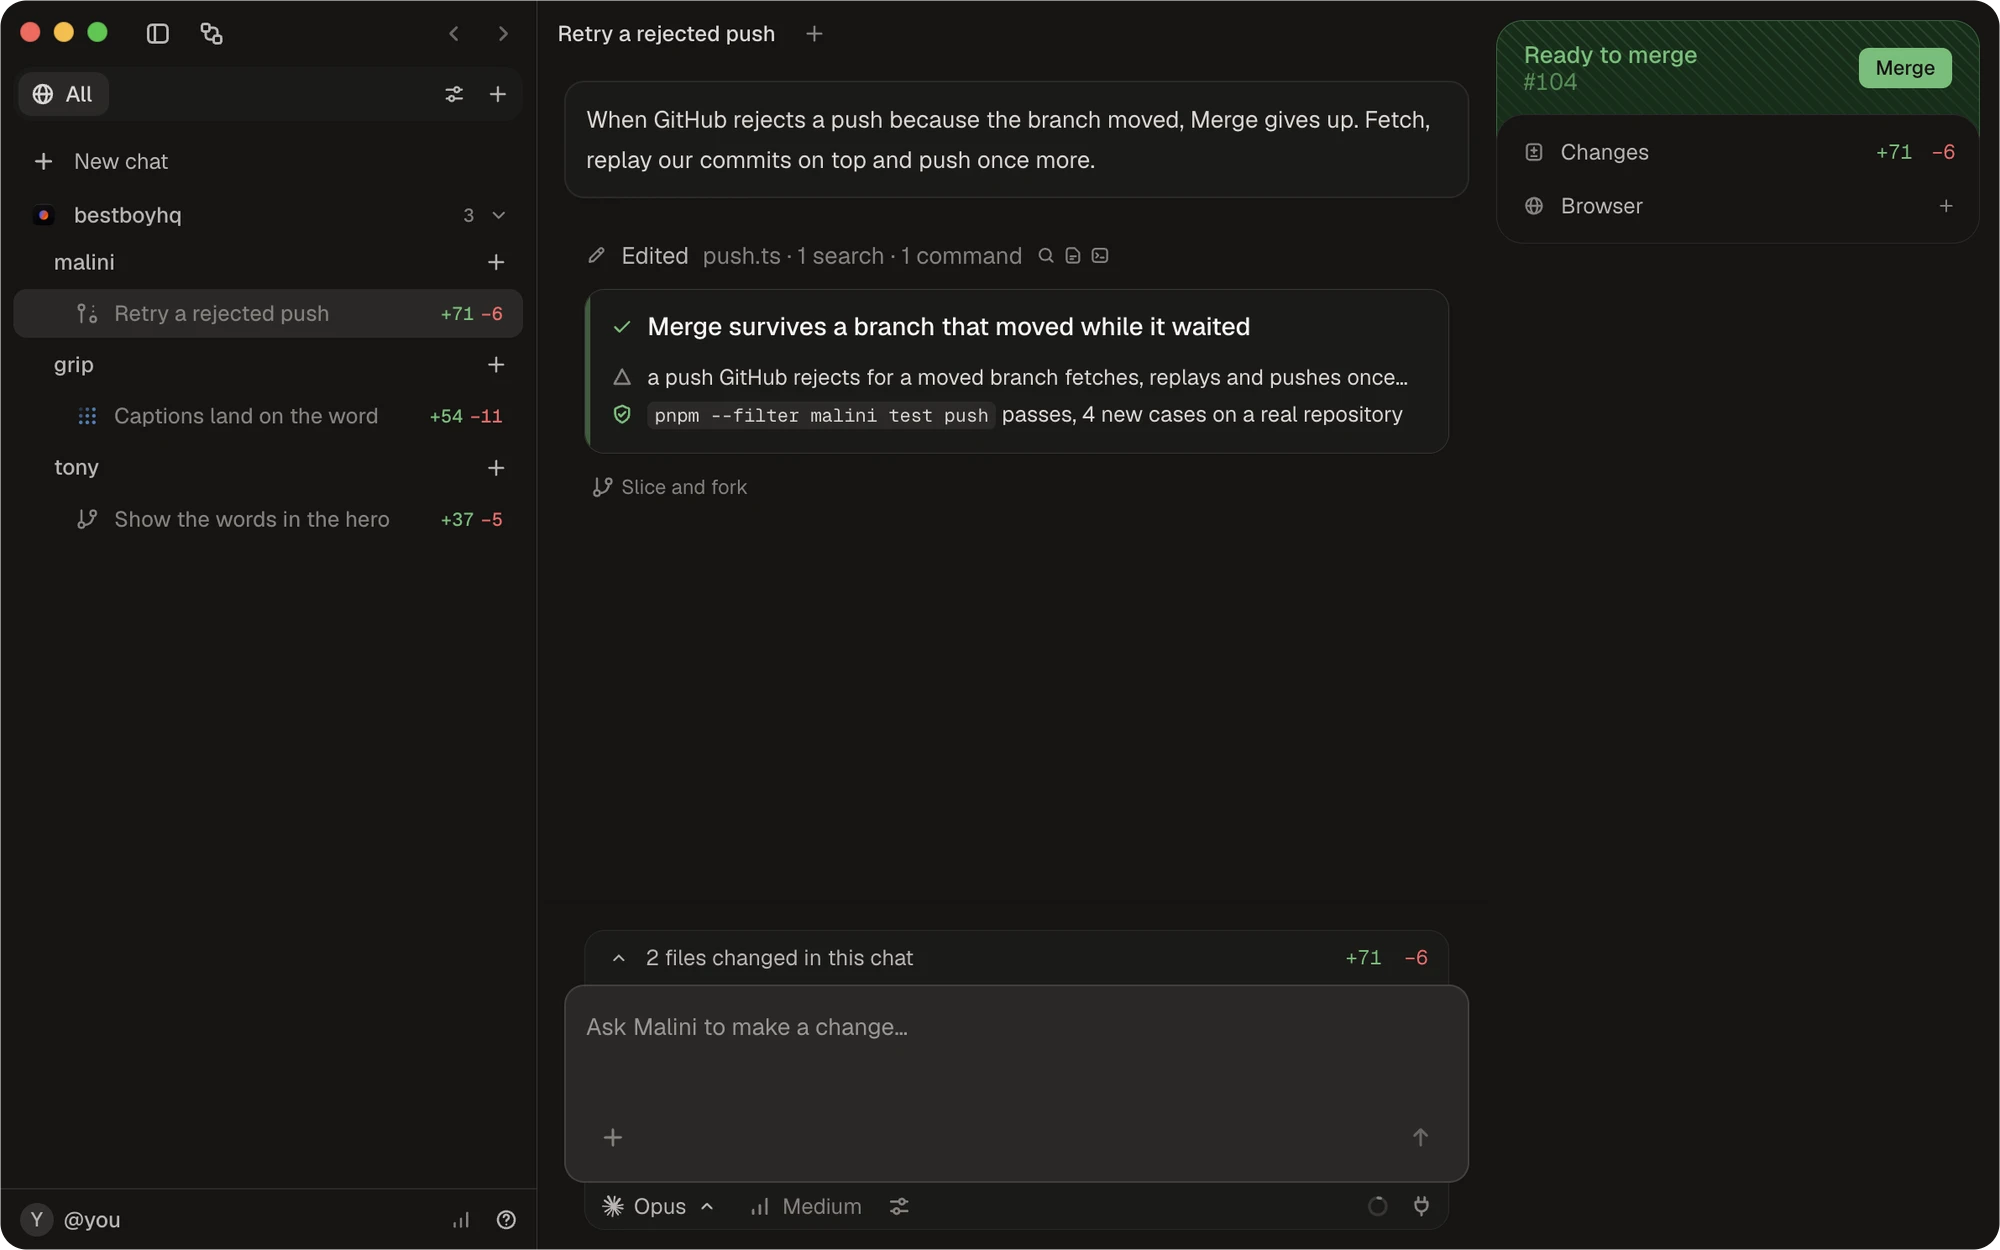 All
New chat
bestboyhq 3
malini
Retry a rejected push +71 −6
grip
Captions land on the word +54 −11
tony
Show the words in the hero +37 −5
Y @you
Retry a rejected push
When GitHub rejects a push because the branch moved, Merge gives up. Fetch,
replay our commits on top and push once more.
Edited push.ts · 1 search · 1 command
Merge survives a branch that moved while it waited
a push GitHub rejects for a moved branch fetches, replays and pushes once…
pnpm --filter malini test push passes, 4 new cases on a real repository
Slice and fork
2 files changed in this chat +71 −6
Ask Malini to make a change…
Opus Medium
Ready to merge
#104
Merge
Changes +71 −6
Browser